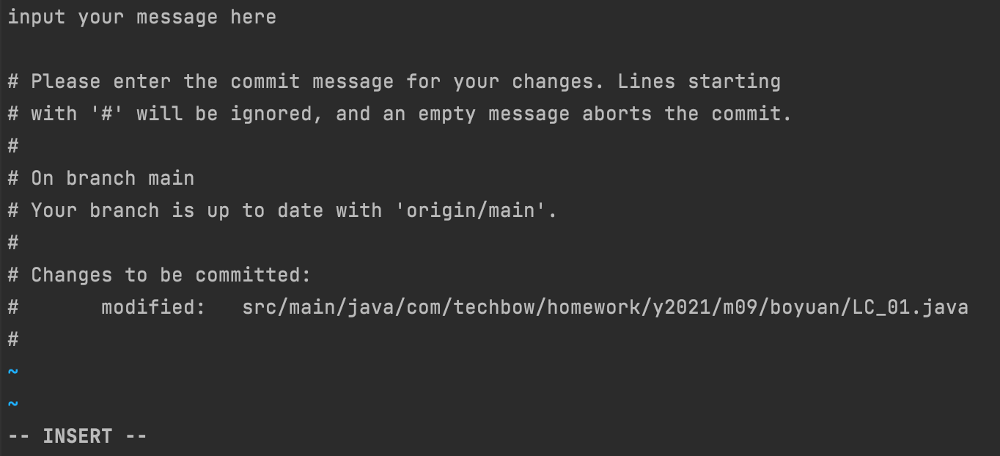 input your message here
# Please enter the commit message for your changes. Lines starting
# with '#' will be ignored, and an empty message aborts the commit.
#
# On branch main
# Your branch is up to date with 'origin/main'.
#
# Changes to be committed:
#       modified:   src/main/java/com/techbow/homework/y2021/m09/boyuan/LC_01.java
#
~
~
-- INSERT --